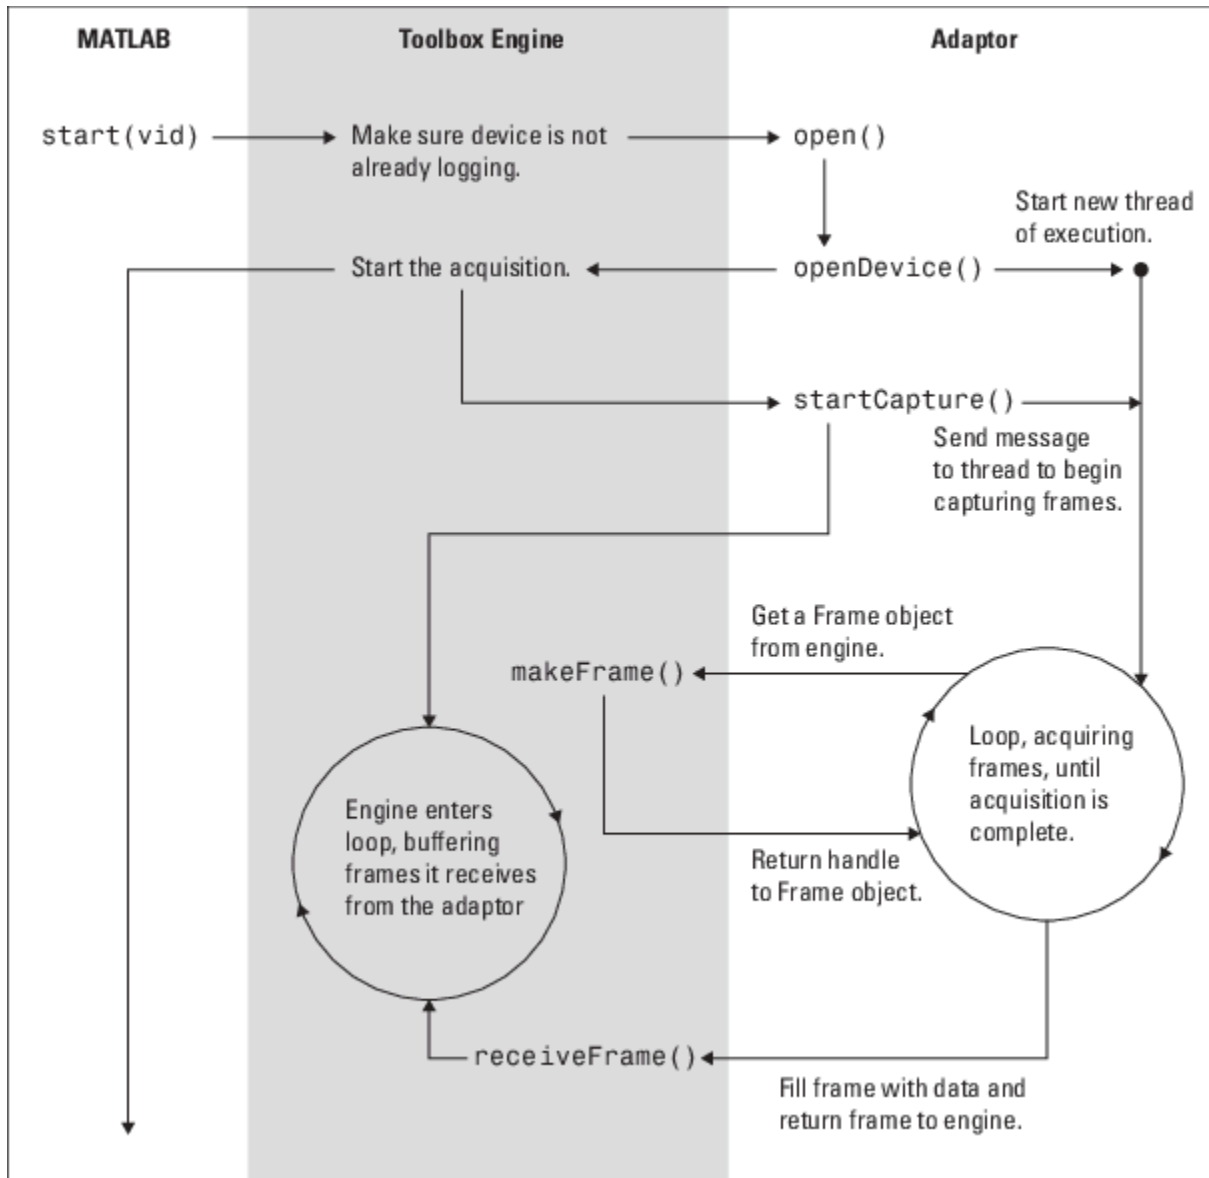 MATLAB
Toolbox Engine
Adaptor
start(vid)
Make sure device is not
already logging.
open()
Start new thread
of execution.
Start the acquisition.
openDevice()
startCapture()
Send message
to thread to begin
capturing frames.
Get a Frame object
from engine.
makeFrame()
Loop, acquiring
frames, until
acquisition is
complete.
Engine enters
loop, buffering
frames it receives
from the adaptor
Return handle
to Frame object.
receiveFrame()
Fill frame with data and
return frame to engine.